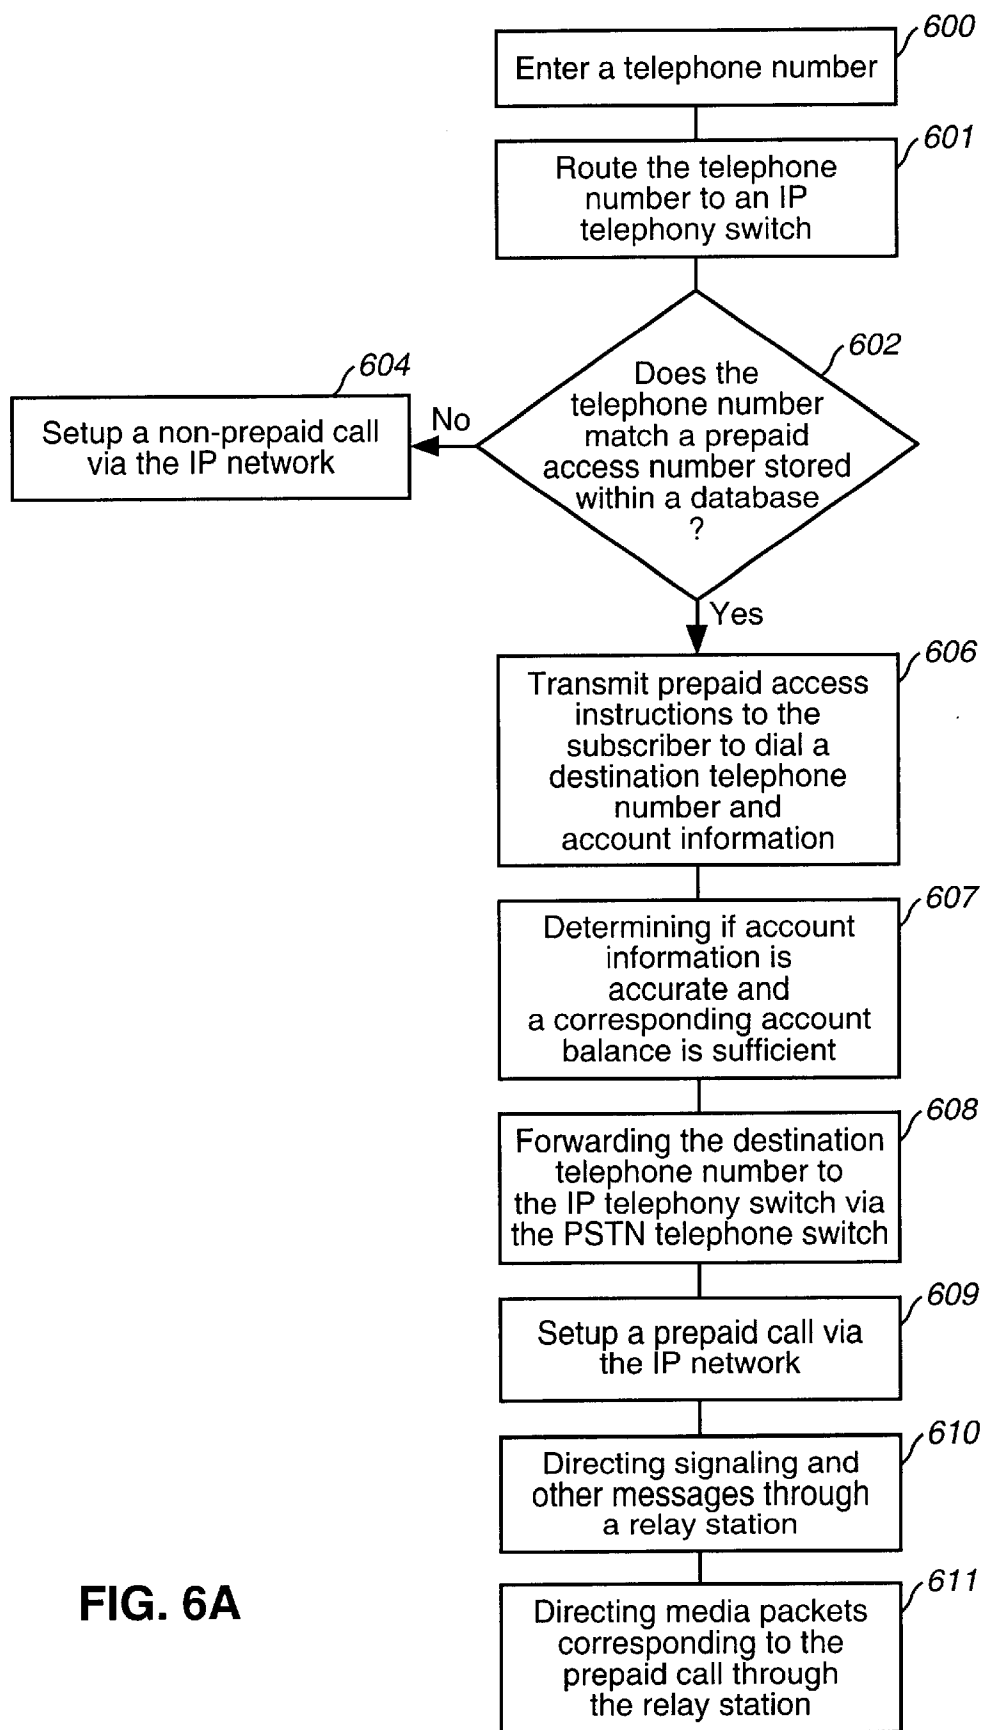 600
Enter a telephone number
601
Route the telephone
number to an IP
telephony switch
602
Does the
telephone number
match a prepaid
access number stored
within a database
?
604
No
Setup a non-prepaid call
via the IP network
Yes
606
Transmit prepaid access
instructions to the
subscriber to dial a
destination telephone
number and
account information
607
Determining if account
information is
accurate and
a corresponding account
balance is sufficient
608
Forwarding the destination
telephone number to
the IP telephony switch via
the PSTN telephone switch
609
Setup a prepaid call via
the IP network
610
Directing signaling and
other messages through
a relay station
611
Directing media packets
corresponding to the
prepaid call through
the relay station
FIG. 6A